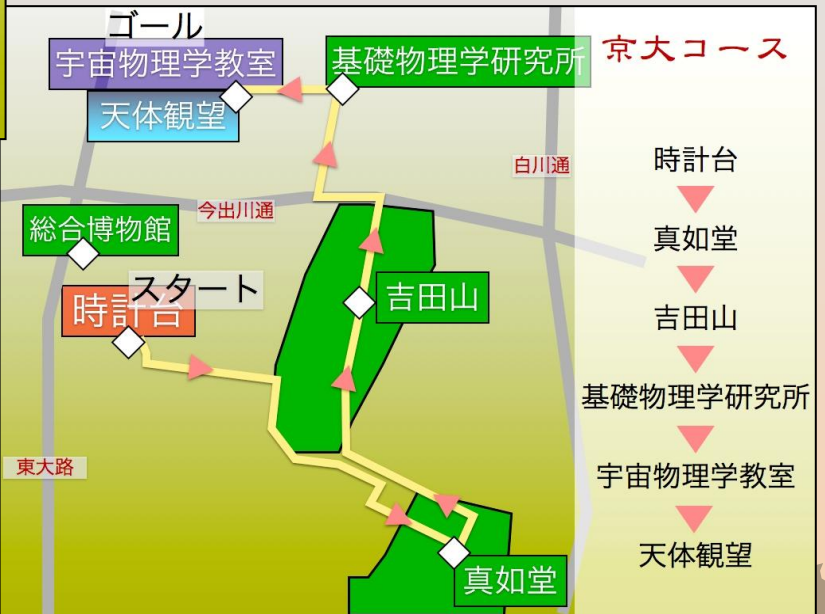 ゴール
宇宙物理学教室
天体観望
基礎物理学研究所
白川通
今出川通
総合博物館
スタート
時計台
吉田山
東大路
真如堂
京大コース
時計台
真如堂
吉田山
基礎物理学研究所
宇宙物理学教室
天体観望